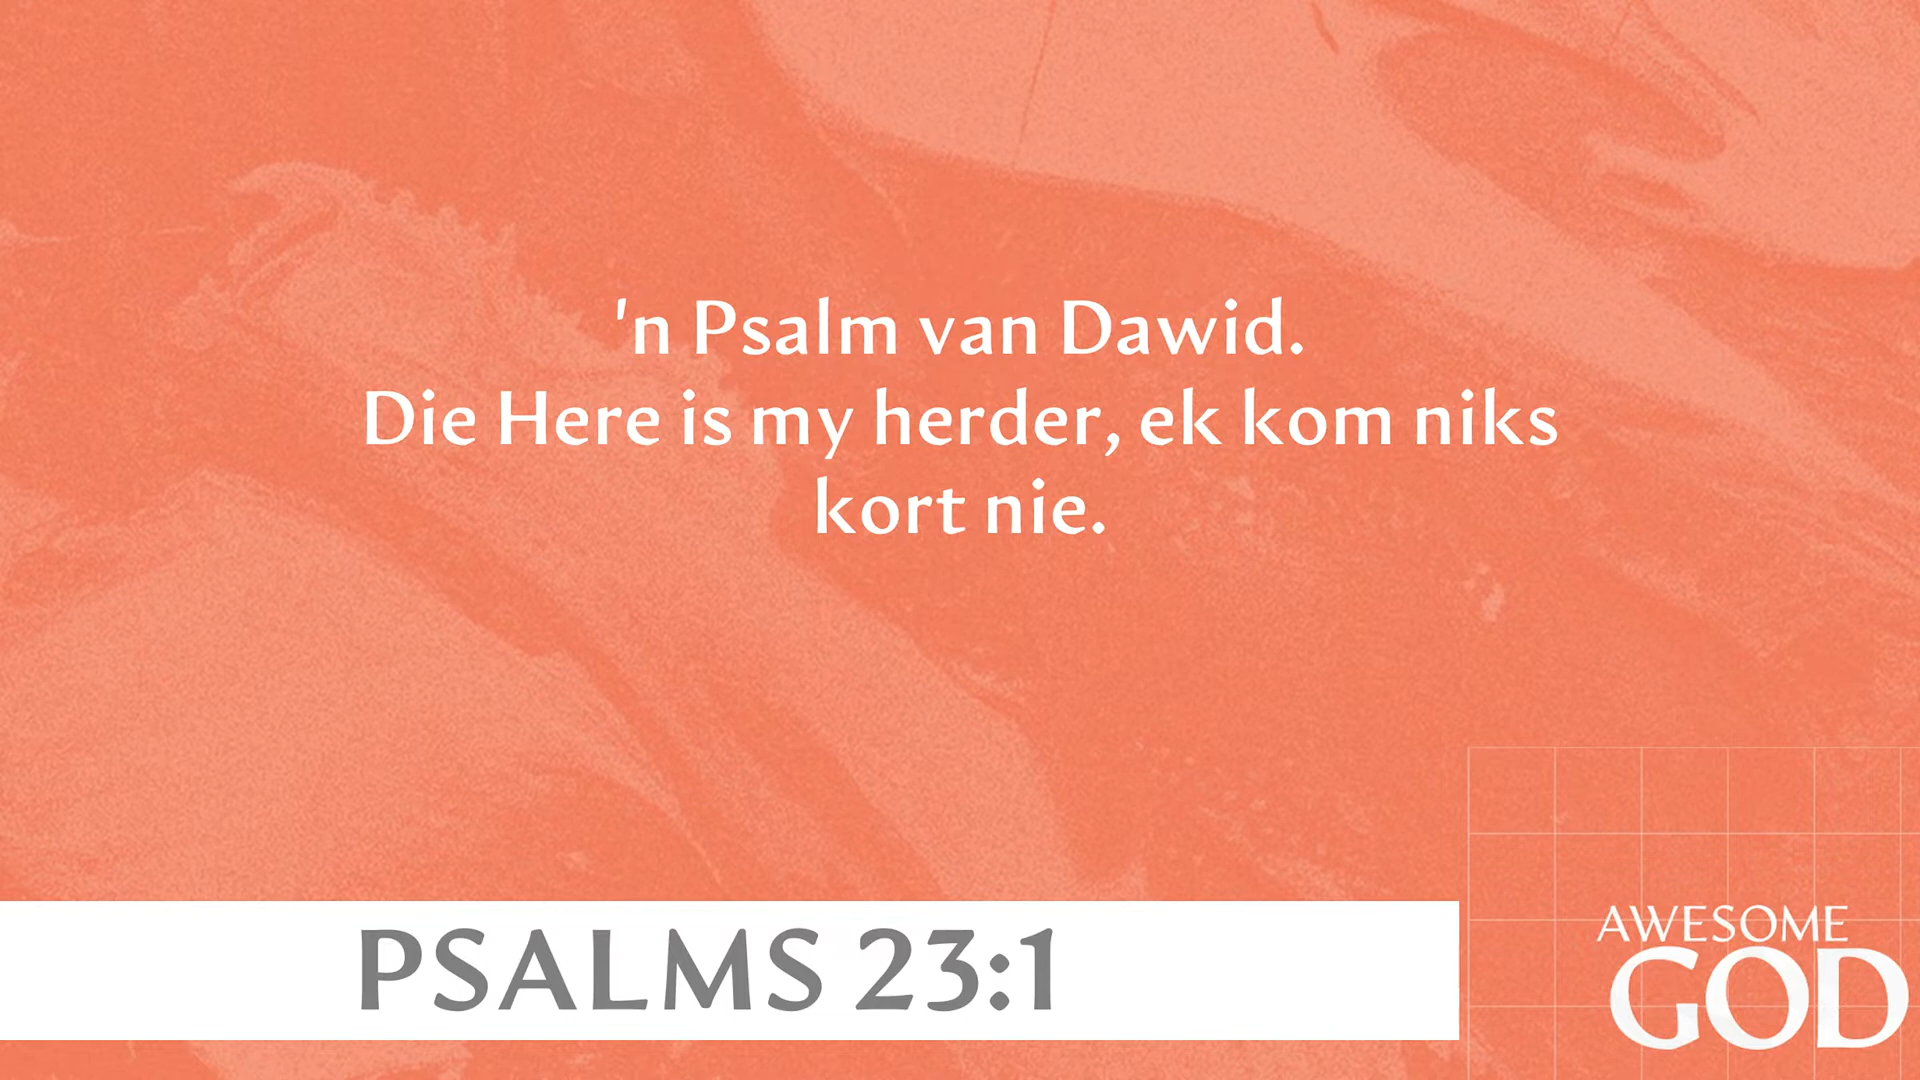 'n Psalm van Dawid.
Die Here is my herder, ek kom niks
kort nie.
PSALMS 23:1
AWESOME
GOD